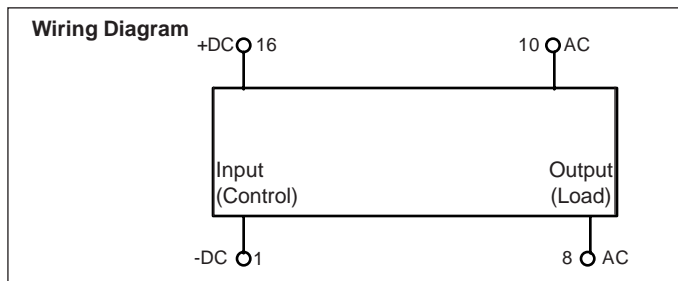 Wiring Diagram
+DC 16
10 AC
Input
(Control)
Output
(Load)
-DC 1
8 AC